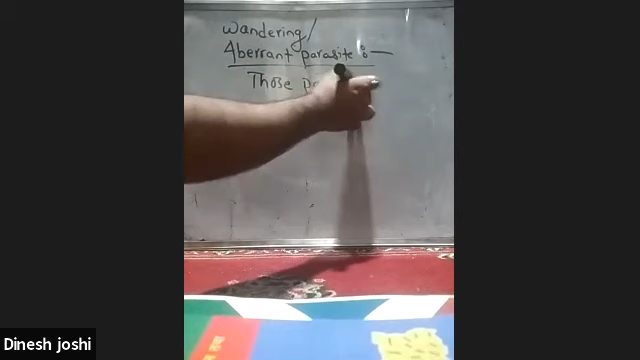 Wandering/
Aberrant parasite :-
Those
Dinesh joshi